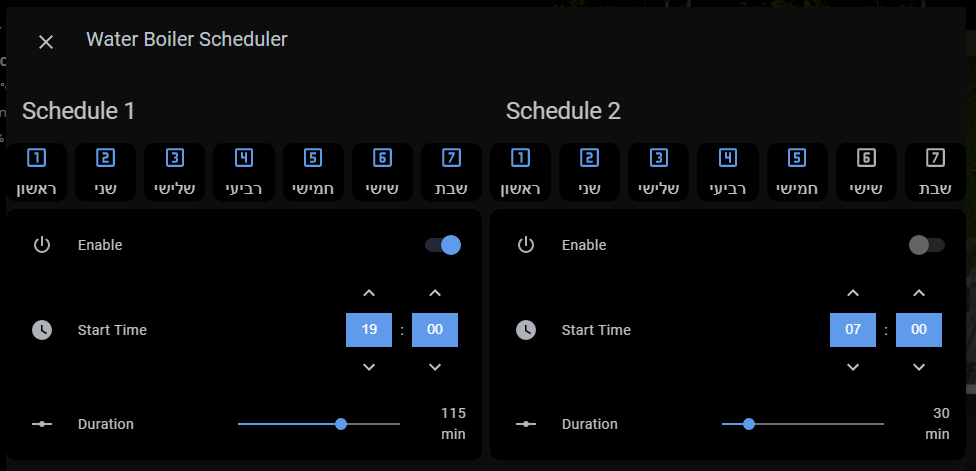 Water Boiler Scheduler
Schedule 1
1 2 3 4 5 6 7
ראשון שני שלישי רביעי חמישי שישי שבת
Enable
Start Time
19 : 00
Duration
115
min
Schedule 2
1 2 3 4 5 6 7
ראשון שני שלישי רביעי חמישי שישי שבת
Enable
Start Time
07 : 00
Duration
30
min